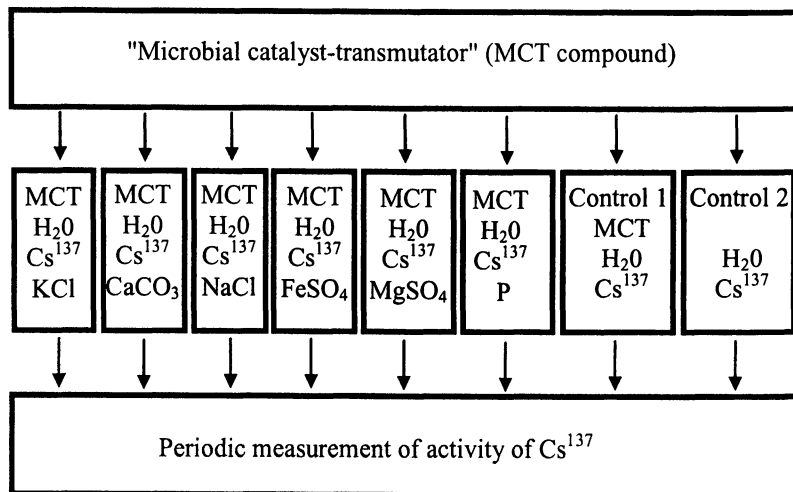 "Microbial catalyst-transmutator" (MCT compound)
MCT
H₂0
Cs¹³⁷
KCl
MCT
H₂0
Cs¹³⁷
CaCO₃
MCT
H₂0
Cs¹³⁷
NaCl
MCT
H₂0
Cs¹³⁷
FeSO₄
MCT
H₂0
Cs¹³⁷
MgSO₄
MCT
H₂0
Cs¹³⁷
P
Control 1
MCT
H₂0
Cs¹³⁷
Control 2
H₂0
Cs¹³⁷
Periodic measurement of activity of Cs¹³⁷